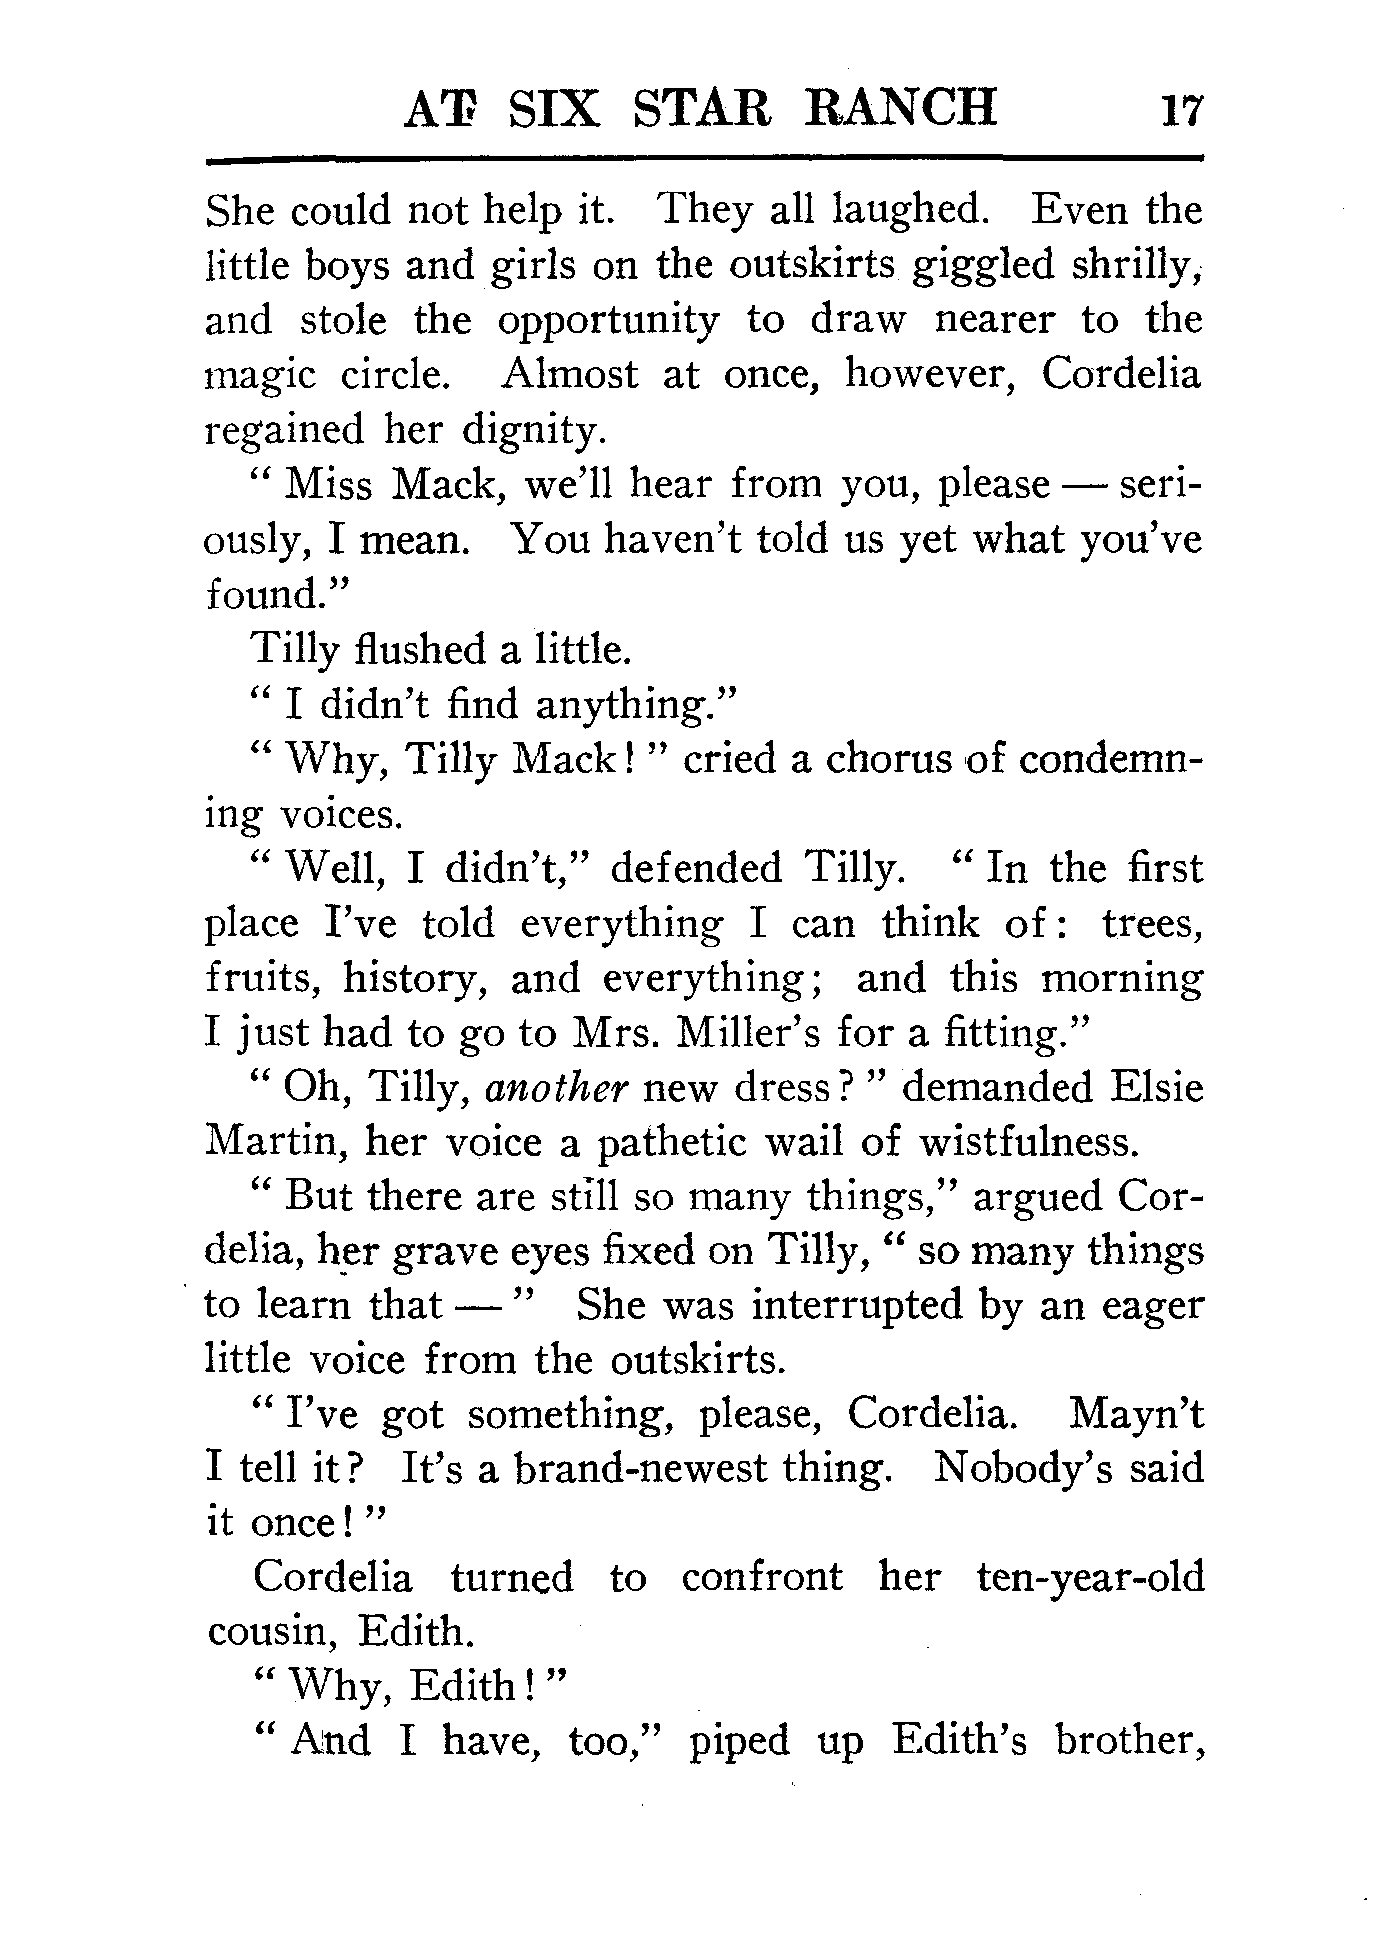 AT SIX STAR RANCH 17
She could not help it. They all laughed. Even the
little boys and girls on the outskirts giggled shrilly,
and stole the opportunity to draw nearer to the
magic circle. Almost at once, however, Cordelia
regained her dignity.
“ Miss Mack, we'll hear from you, please — seri-
ously, I mean. You haven't told us yet what you've
found.”
Tilly flushed a little.
“ I didn't find anything.”
“ Why, Tilly Mack! ” cried a chorus of condemn-
ing voices.
“ Well, I didn't,” defended Tilly. “ In the first
place I've told everything I can think of: trees,
fruits, history, and everything; and this morning
I just had to go to Mrs. Miller's for a fitting.”
“ Oh, Tilly, another new dress? ” demanded Elsie
Martin, her voice a pathetic wail of wistfulness.
“ But there are still so many things,” argued Cor-
delia, her grave eyes fixed on Tilly, “ so many things
to learn that — ” She was interrupted by an eager
little voice from the outskirts.
“ I've got something, please, Cordelia. Mayn't
I tell it? It's a brand-newest thing. Nobody's said
it once! ”
Cordelia turned to confront her ten-year-old
cousin, Edith.
“ Why, Edith! ”
“ And I have, too,” piped up Edith's brother,